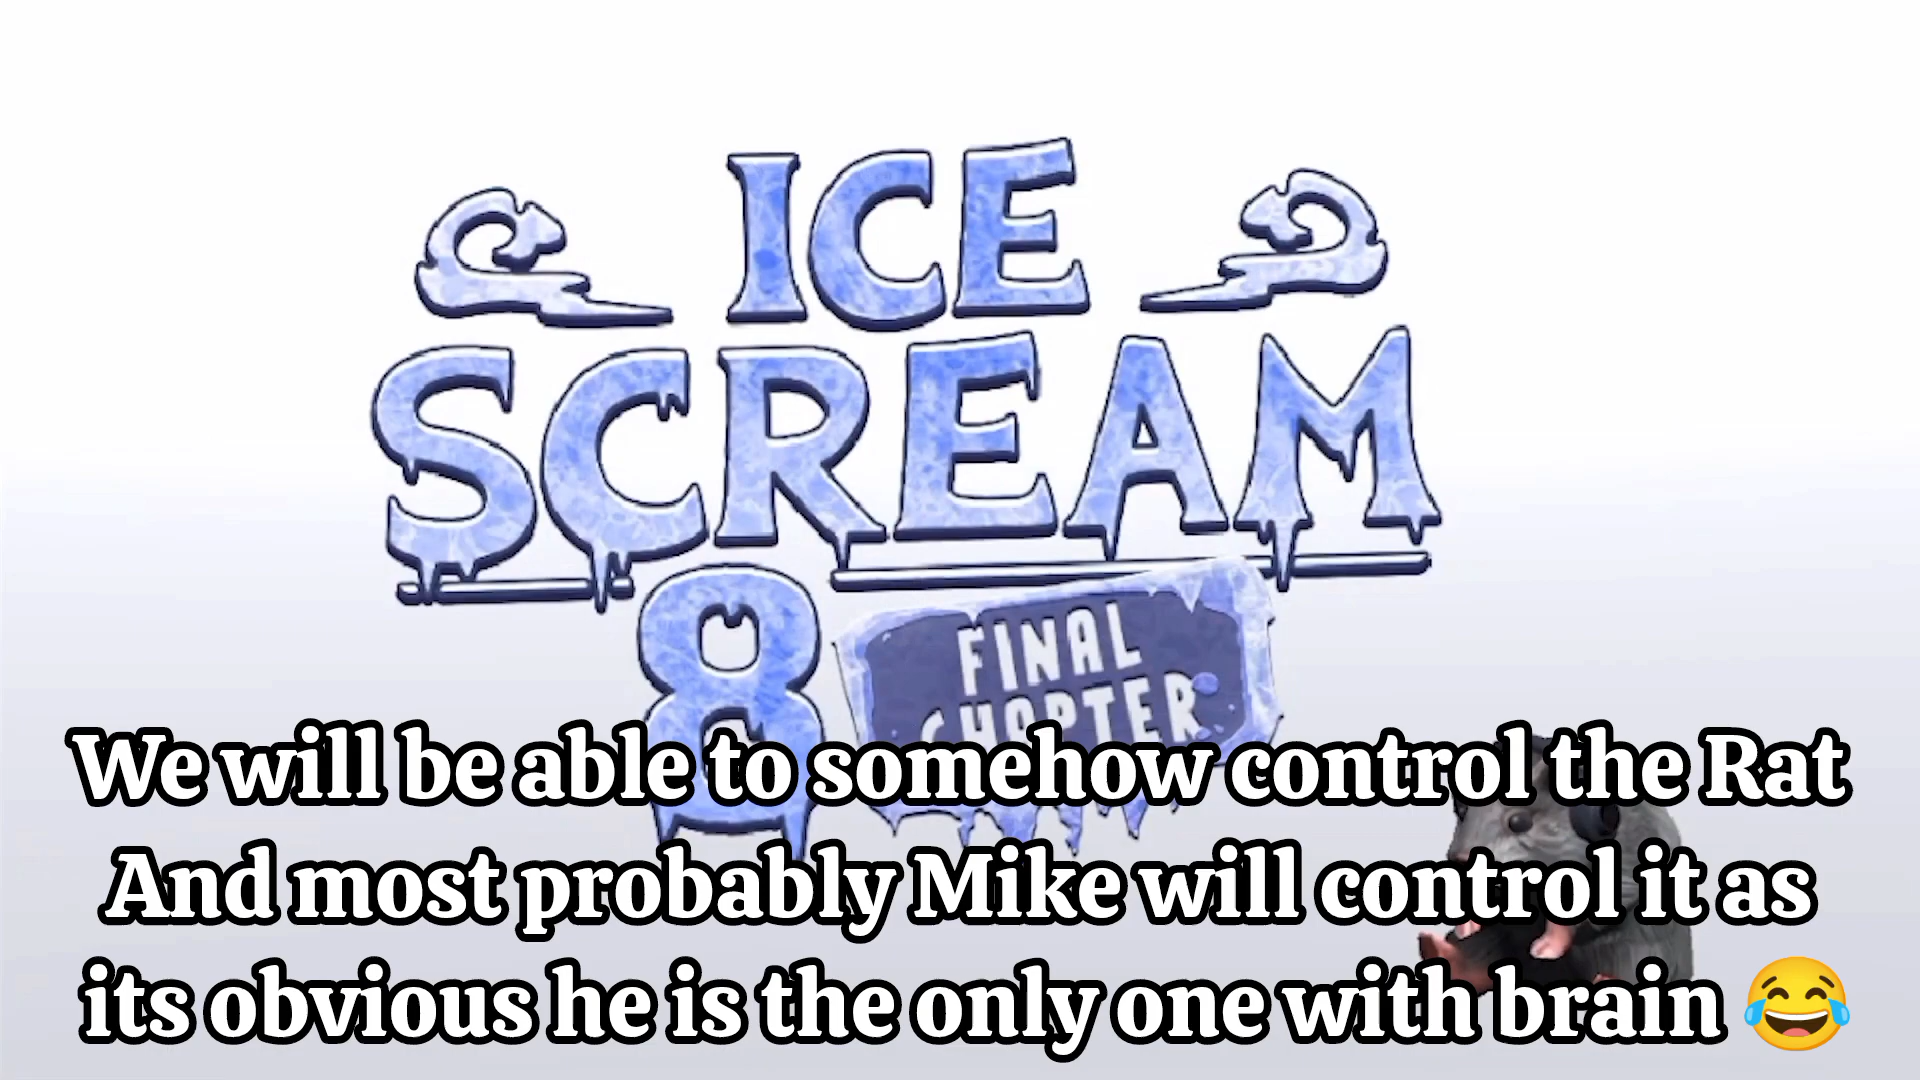 ICE
SCREAM
8 FINAL
CHAPTER
We will be able to somehow control the Rat
And most probably Mike will control it as
its obvious he is the only one with brain 😂